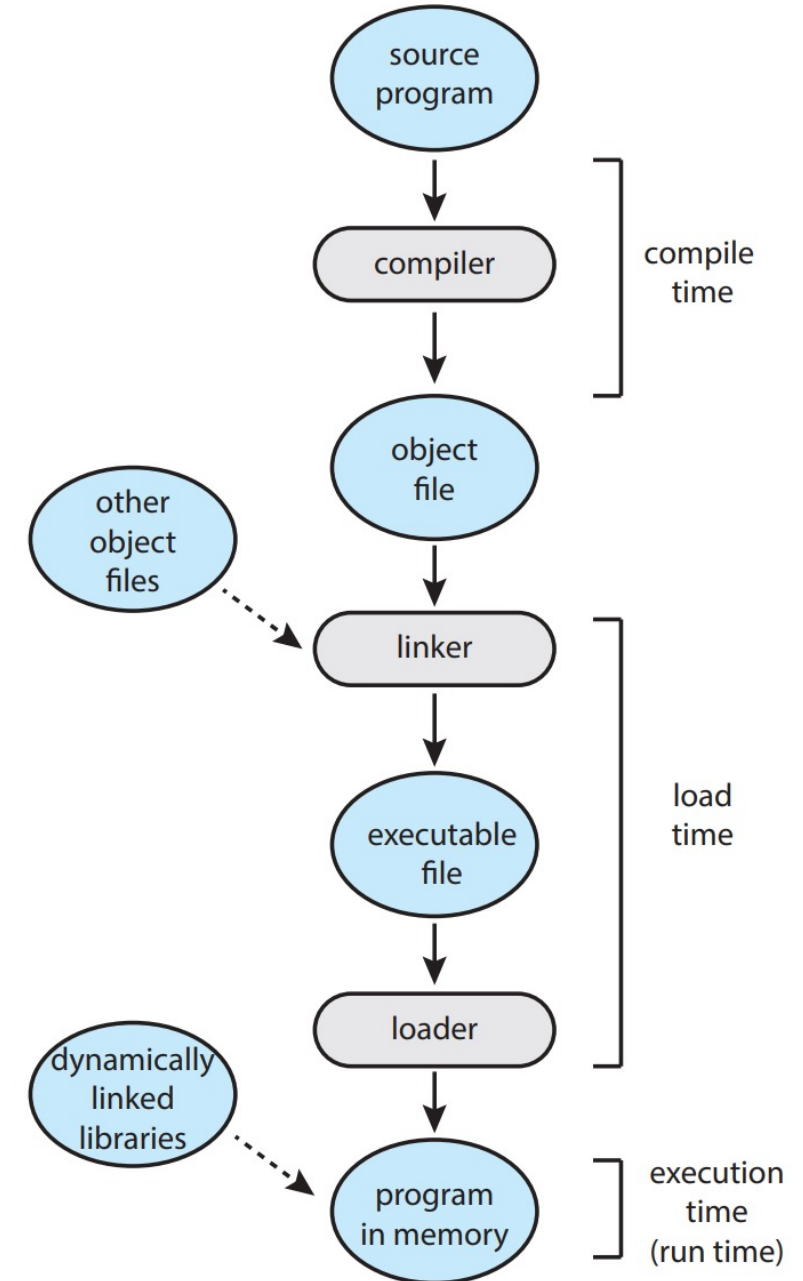 source
program
compiler
compile
time
object
file
other
object
files
linker
executable
file
load
time
loader
dynamically
linked
libraries
program
in memory
execution
time
(run time)